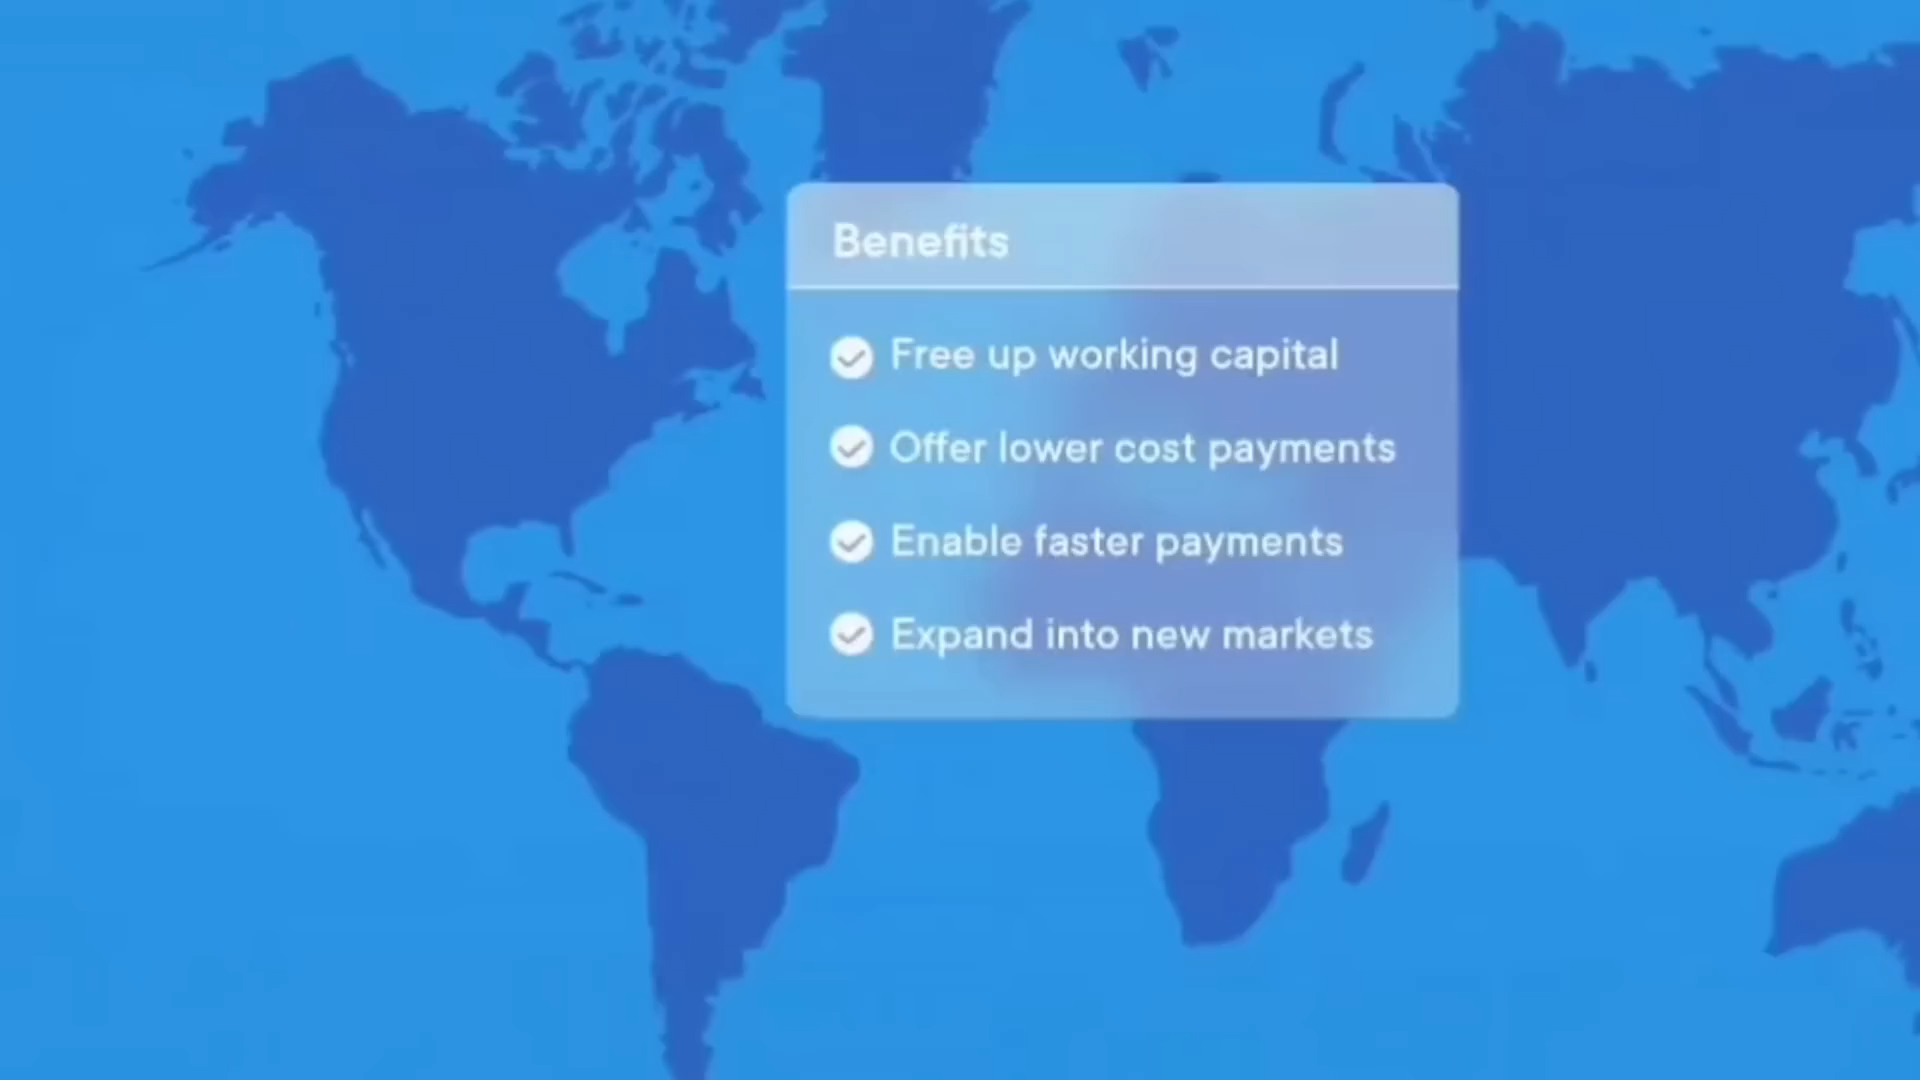 Benefits
Free up working capital
Offer lower cost payments
Enable faster payments
Expand into new markets